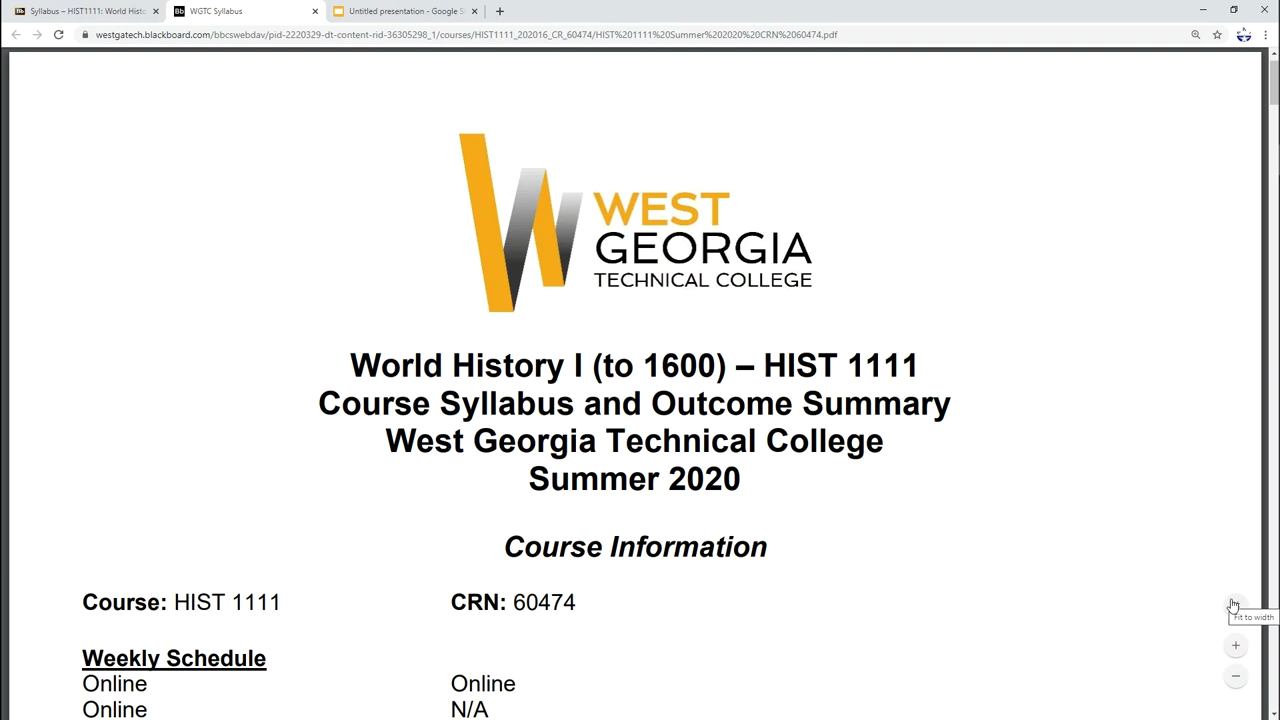 Syllabus – HIST1111: World Histo
WGTC Syllabus
Untitled presentation - Google S
westgatech.blackboard.com/bbcswebdav/pid-2220329-dt-content-rid-36305298_1/courses/HIST1111_202016_CR_60474/HIST%201111%20Summer%202020%20CRN%2060474.pdf
WEST
GEORGIA
TECHNICAL COLLEGE
World History I (to 1600) – HIST 1111
Course Syllabus and Outcome Summary
West Georgia Technical College
Summer 2020
Course Information
Course: HIST 1111 CRN: 60474
Fit to width
Weekly Schedule
Online Online
Online N/A